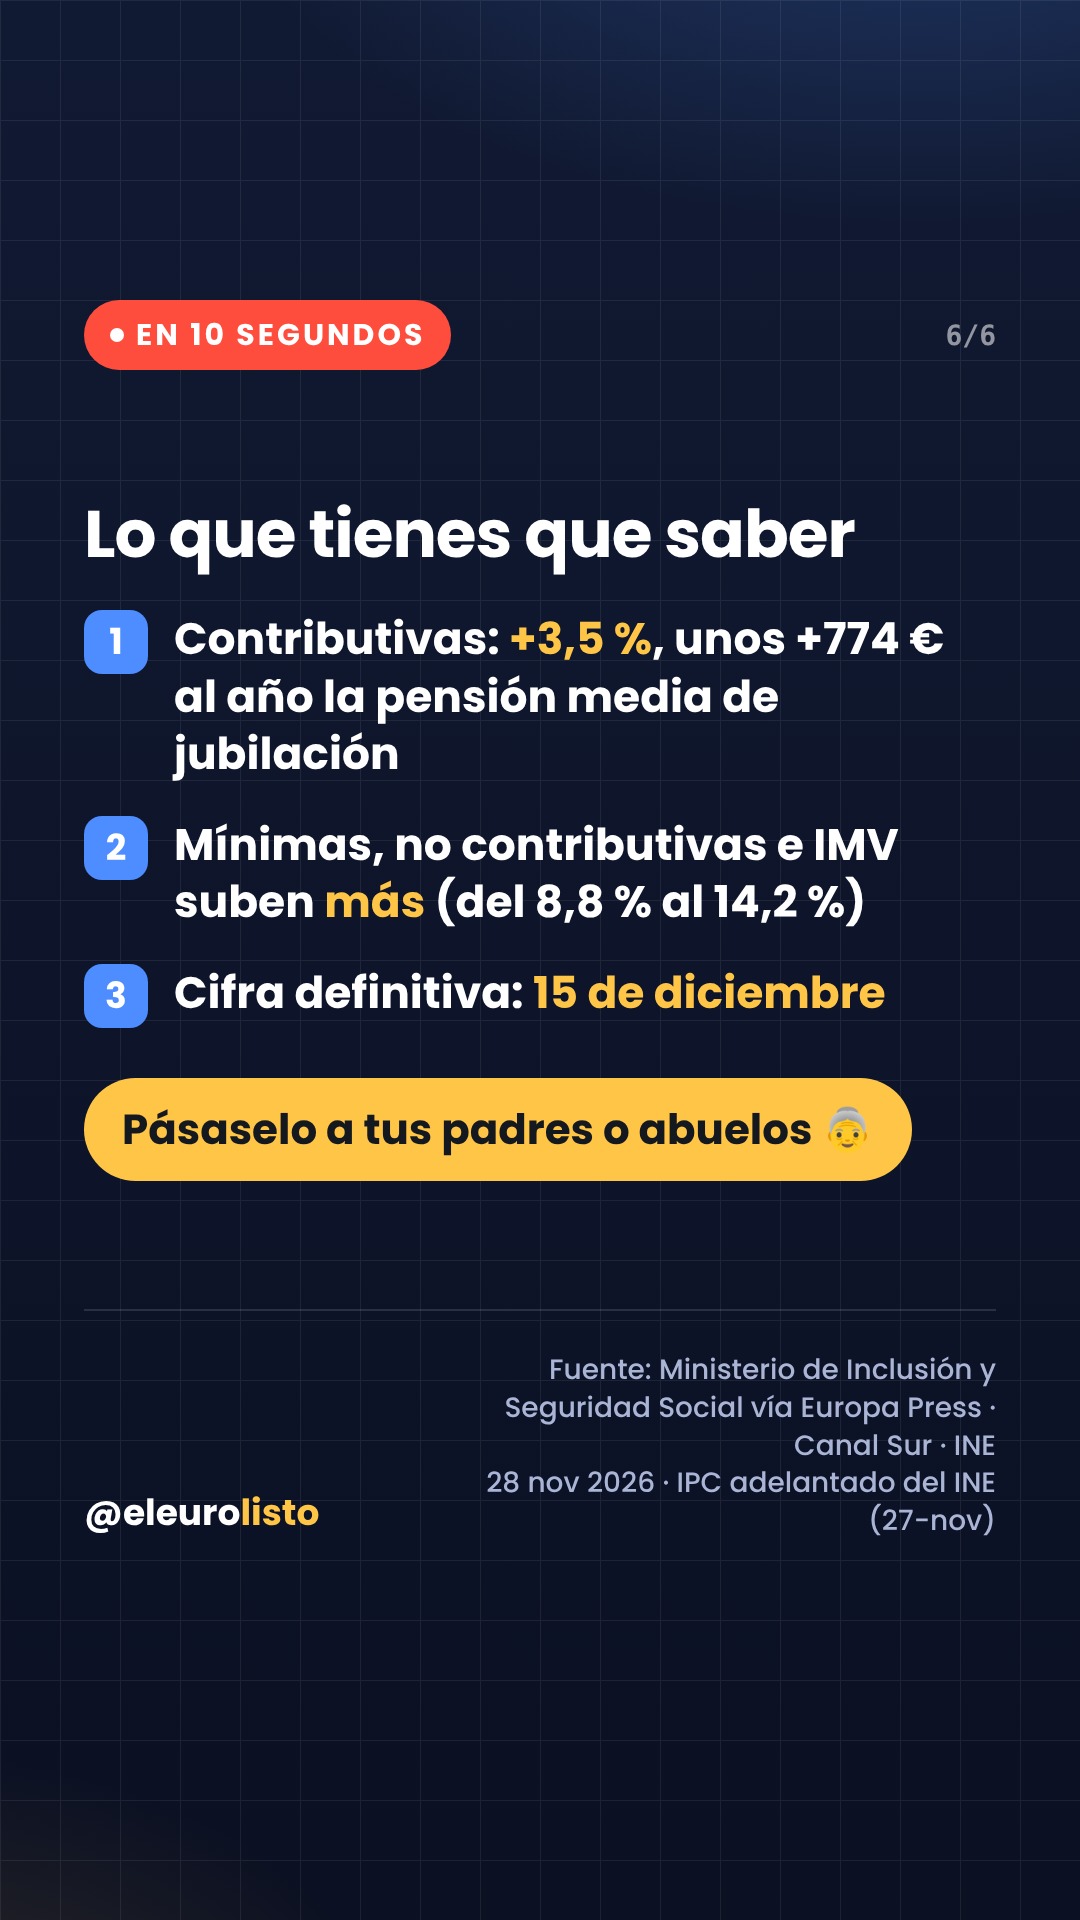 EN 10 SEGUNDOS
6/6
Lo que tienes que saber
1
Contributivas: +3,5 %, unos +774 €
al año la pensión media de
jubilación
2
Mínimas, no contributivas e IMV
suben más (del 8,8 % al 14,2 %)
3
Cifra definitiva: 15 de diciembre
Pásaselo a tus padres o abuelos 👵
Fuente: Ministerio de Inclusión y
Seguridad Social vía Europa Press ·
Canal Sur · INE
28 nov 2026 · IPC adelantado del INE
(27-nov)
@eleurolisto